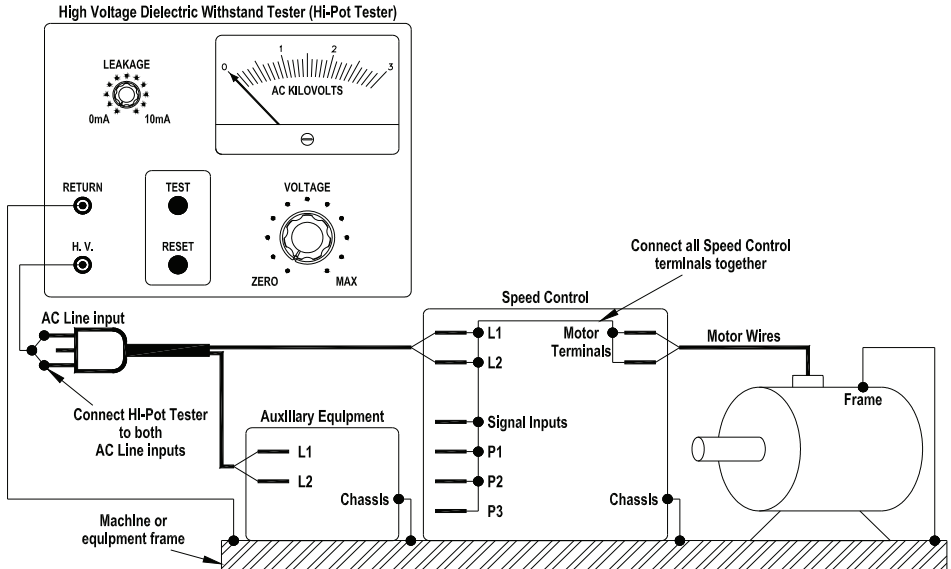 High Voltage Dielectric Withstand Tester (Hi-Pot Tester)
LEAKAGE
0mA
10mA
0
1
2
3
AC KILOVOLTS
RETURN
TEST
VOLTAGE
H. V.
RESET
ZERO
MAX
Connect all Speed Control
terminals together
Speed Control
AC Line input
L1
L2
Motor
Terminals
Motor Wires
Connect HI-Pot Tester
to both
AC Line inputs
Auxiliary Equipment
L1
L2
Chassis
Signal Inputs
P1
P2
P3
Chassis
Frame
Machine or
equipment frame